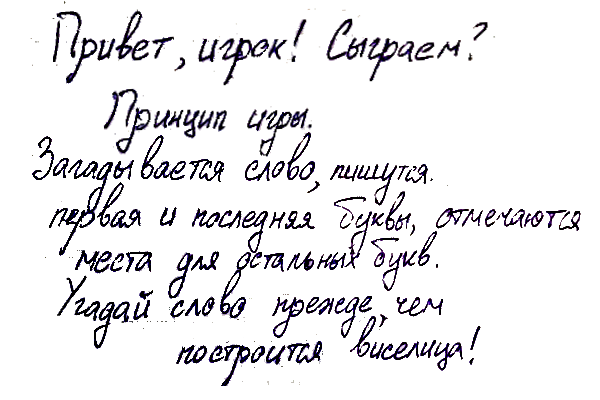 Привет, игрок! Сыграем?
Принцип игры.
Загадывается слово, пишутся.
первая и последняя буквы, отмечаются
места для остальных букв.
Угадай слово прежде, чем
построится виселица!